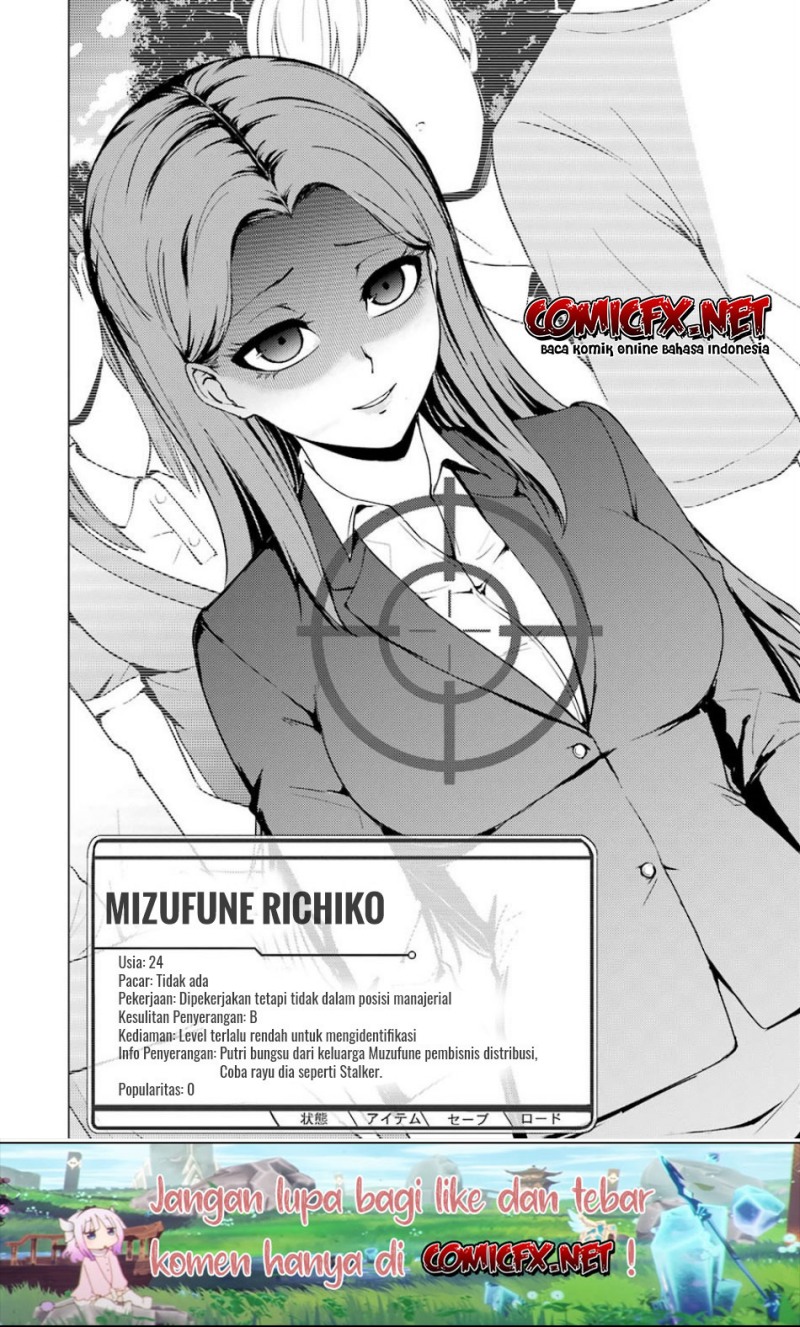 COMICFX.NET
Baca Komik Online Bahasa Indonesia
MIZUFUNE RICHIKO
Usia: 24
Pacar: Tidak ada
Pekerjaan: Dipekerjakan tetapi tidak dalam posisi manajerial
Kesulitan Penyerangan: B
Kediaman: Level terlalu rendah untuk mengidentifikasi
Info Penyerangan: Putri bungsu dari keluarga Muzufune pembisnis distribusi,
Coba rayu dia seperti Stalker.
Popularitas: 0
状態 アイテム セーブ ロード
Jangan lupa bagi like dan tebar
komen hanya di COMICFX.NET !